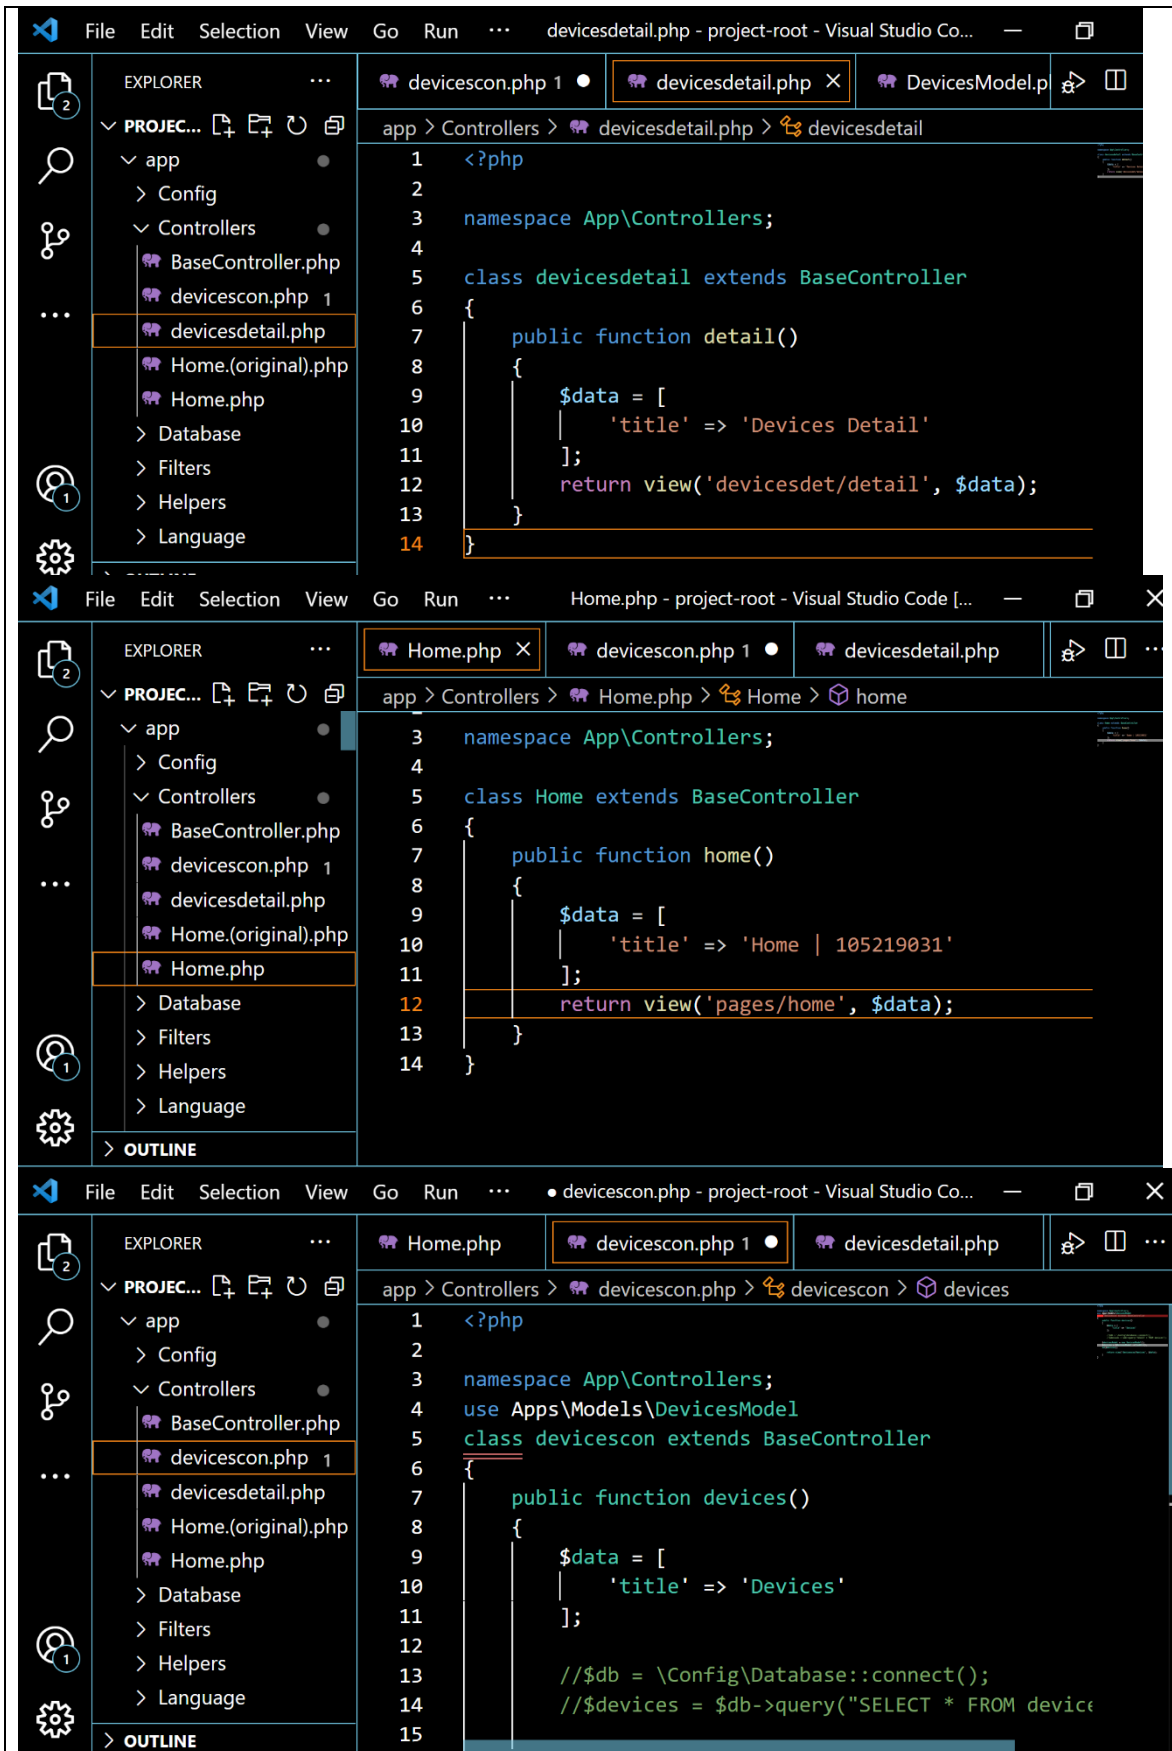 File Edit Selection View Go Run ··· devicesdetail.php - project-root - Visual Studio Co...
EXPLORER ··· devicescon.php 1 devicesdetail.php DevicesModel.p
2
PROJEC... app > Controllers > devicesdetail.php > devicesdetail
app
Config
Controllers
BaseController.php
devicescon.php 1
devicesdetail.php
Home.(original).php
Home.php
Database
Filters
Helpers
Language
1
1 <?php
2
3 namespace App\Controllers;
4
5 class devicesdetail extends BaseController
6 {
7 public function detail()
8 {
9 $data = [
10 'title' => 'Devices Detail'
11 ];
12 return view('devicesdet/detail', $data);
13 }
14 }
File Edit Selection View Go Run ··· Home.php - project-root - Visual Studio Code [...
EXPLORER ··· Home.php devicescon.php 1 devicesdetail.php
2
PROJEC... app > Controllers > Home.php > Home > home
app
Config
Controllers
BaseController.php
devicescon.php 1
devicesdetail.php
Home.(original).php
Home.php
Database
Filters
Helpers
Language
OUTLINE
1
3 namespace App\Controllers;
4
5 class Home extends BaseController
6 {
7 public function home()
8 {
9 $data = [
10 'title' => 'Home | 105219031'
11 ];
12 return view('pages/home', $data);
13 }
14 }
File Edit Selection View Go Run ··· ● devicescon.php - project-root - Visual Studio Co...
EXPLORER ··· Home.php devicescon.php 1 devicesdetail.php
2
PROJEC... app > Controllers > devicescon.php > devicescon > devices
app
Config
Controllers
BaseController.php
devicescon.php 1
devicesdetail.php
Home.(original).php
Home.php
Database
Filters
Helpers
Language
OUTLINE
1
1 <?php
2
3 namespace App\Controllers;
4 use Apps\Models\DevicesModel
5 class devicescon extends BaseController
6 {
7 public function devices()
8 {
9 $data = [
10 'title' => 'Devices'
11 ];
12
13 //$db = \Config\Database::connect();
14 //$devices = $db->query("SELECT * FROM device
15